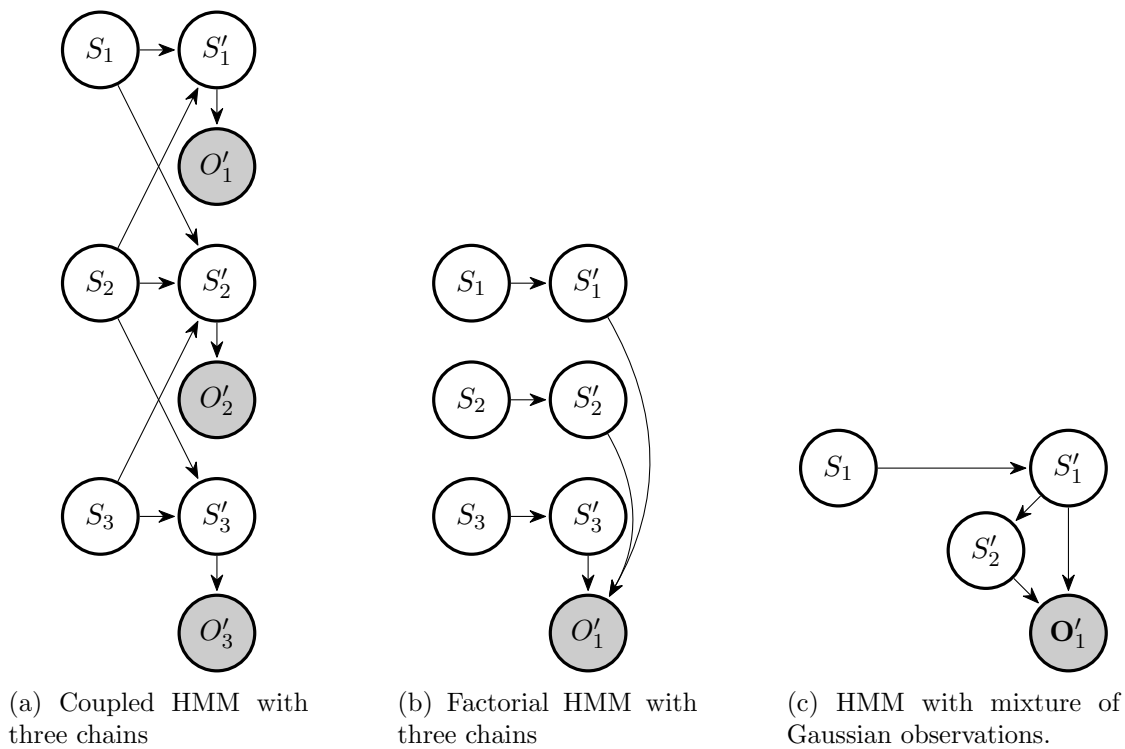 S₁ S′₁
O′₁
S₂ S′₂
O′₂
S₃ S′₃
O′₃
(a) Coupled HMM with
three chains
S₁ S′₁
S₂ S′₂
S₃ S′₃
O′₁
(b) Factorial HMM with
three chains
S₁ S′₁
S′₂
O′₁
(c) HMM with mixture of
Gaussian observations.